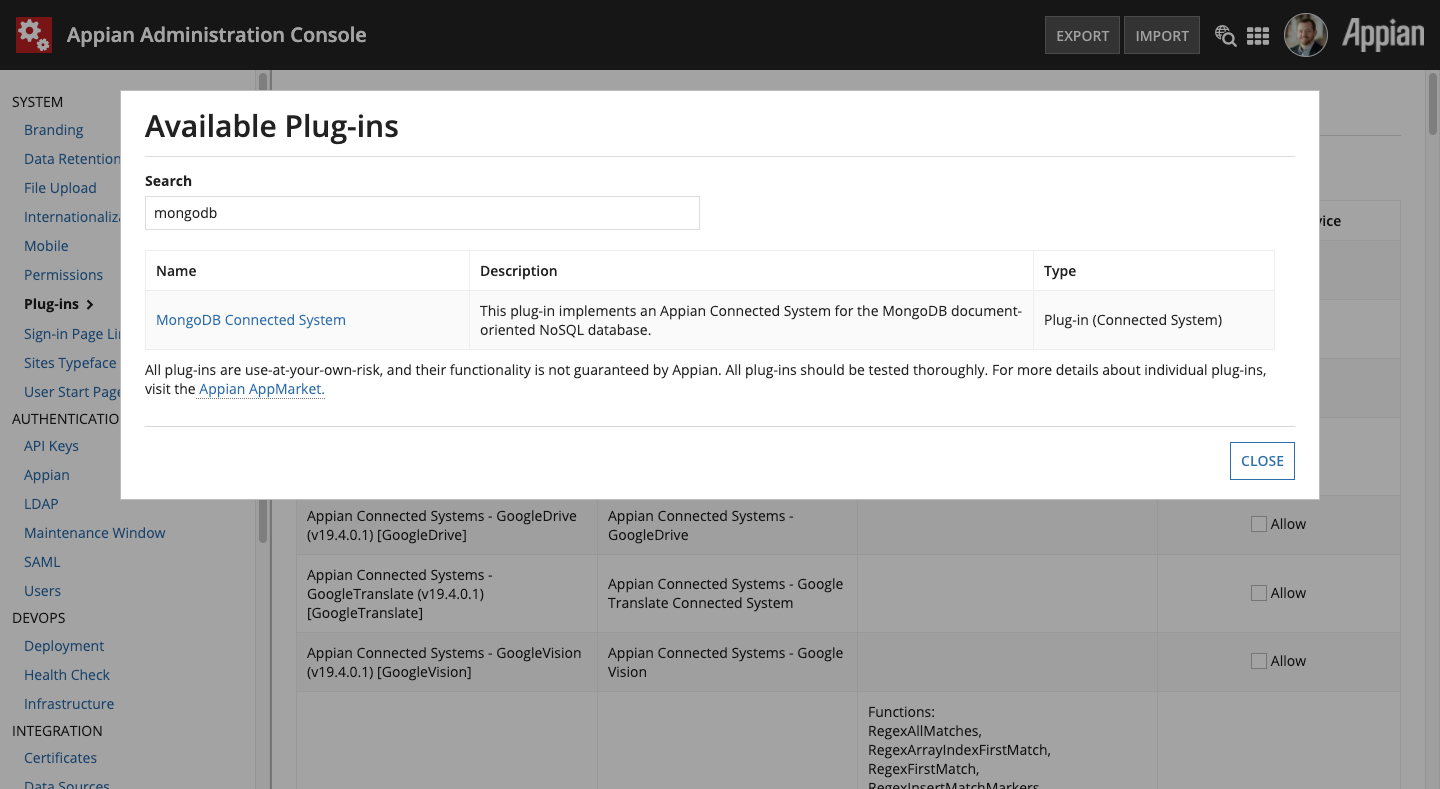 Appian Administration Console
EXPORT
IMPORT
Appian
SYSTEM
Branding
Data Retention
File Upload
Mobile
Permissions
Plug-ins
Sign-in Page
Sites Typeface
User Start Page
API Keys
Appian
LDAP
Maintenance Window
SAML
Users
DEVOPS
Deployment
Health Check
Infrastructure
INTEGRATION
Certificates
Data Sources
Available Plug-ins
Search
mongodb
Name Description Type
MongoDB Connected System
This plug-in implements an Appian Connected System for the MongoDB document-
oriented NoSQL database.
Plug-in (Connected System)
All plug-ins are use-at-your-own-risk, and their functionality is not guaranteed by Appian. All plug-ins should be tested thoroughly. For more details about individual plug-ins,
visit the Appian AppMarket.
CLOSE
Appian Connected Systems - GoogleDrive
(v19.4.0.1) [GoogleDrive]
Appian Connected Systems -
GoogleDrive
Allow
Appian Connected Systems -
GoogleTranslate (v19.4.0.1)
[GoogleTranslate]
Appian Connected Systems - Google
Translate Connected System
Allow
Appian Connected Systems - GoogleVision
(v19.4.0.1) [GoogleVision]
Appian Connected Systems - Google
Vision
Allow
Functions:
RegexAllMatches,
RegexArrayIndexFirstMatch,
RegexFirstMatch,
RegexInsertMatchMarkers